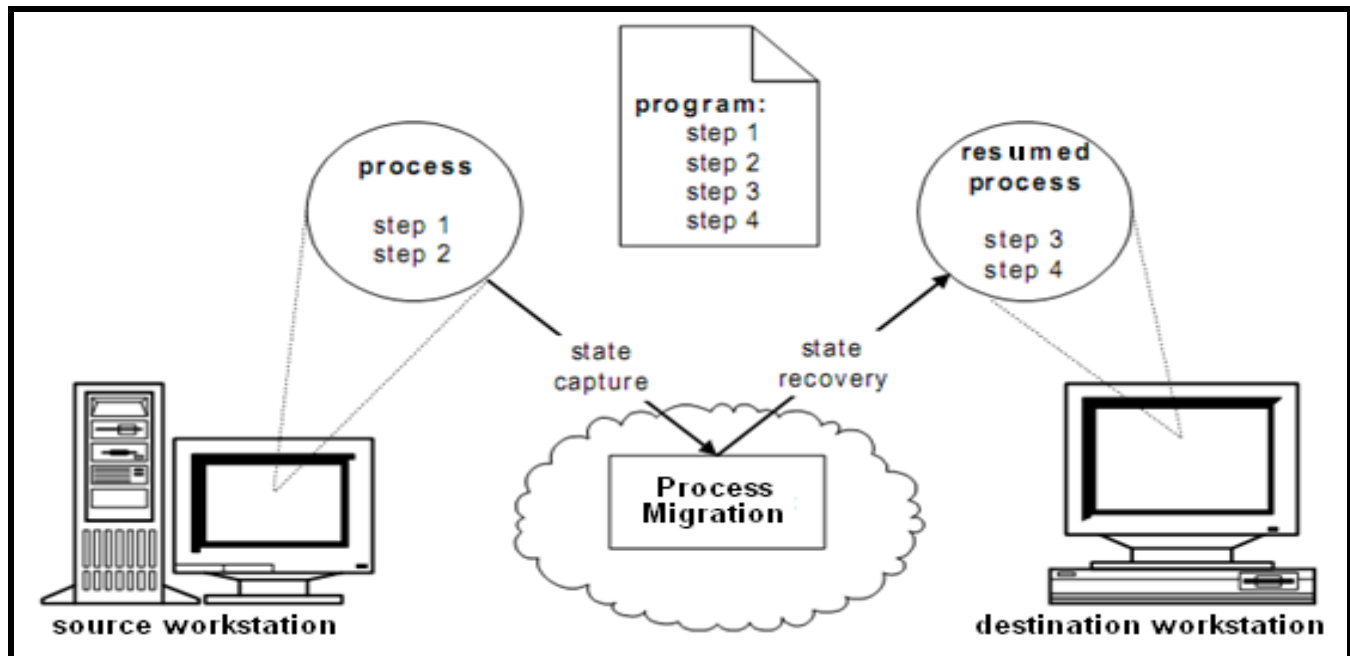 program:
step 1
step 2
step 3
step 4
process
step 1
step 2
resumed
process
step 3
step 4
state
capture
state
recovery
Process
Migration
source workstation
destination workstation